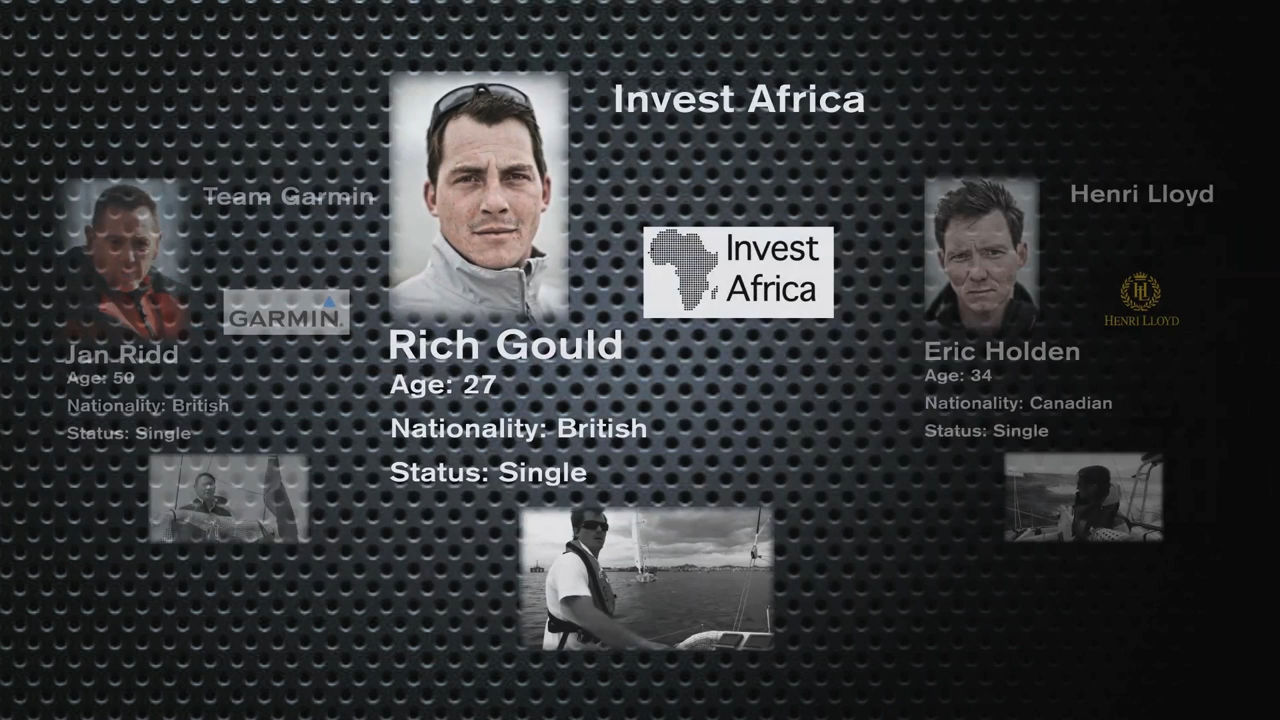 Team Garmin
GARMIN
Jan Ridd
Age: 50
Nationality: British
Status: Single
Invest Africa
Invest
Africa
Rich Gould
Age: 27
Nationality: British
Status: Single
Henri Lloyd
HL
HENRI LLOYD
Eric Holden
Age: 34
Nationality: Canadian
Status: Single